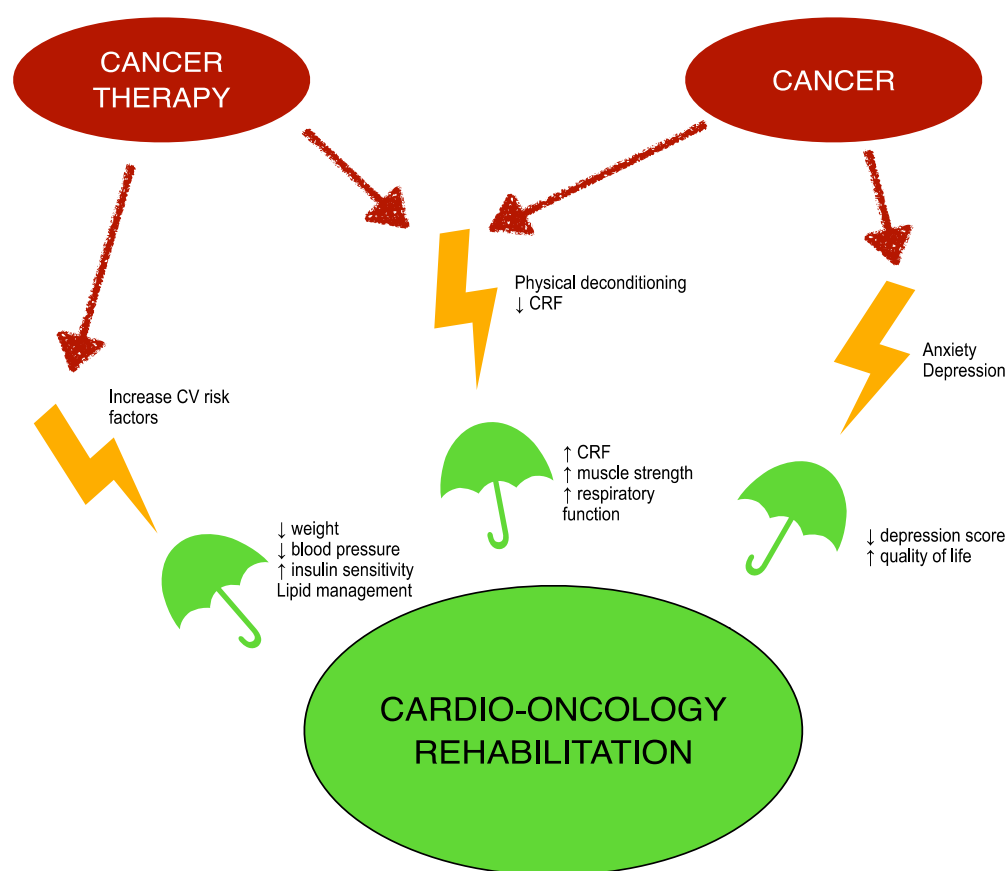 CANCER
THERAPY
CANCER
Physical deconditioning
↓ CRF
Anxiety
Depression
Increase CV risk
factors
↑ CRF
↑ muscle strength
↑ respiratory
function
↓ weight
↓ blood pressure
↑ insulin sensitivity
Lipid management
↓ depression score
↑ quality of life
CARDIO-ONCOLOGY
REHABILITATION